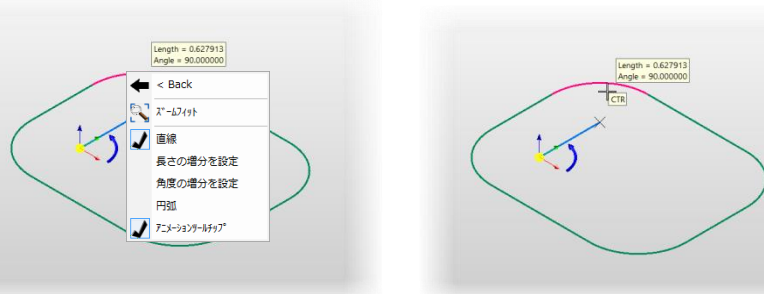 Length = 0.627913
Angle = 90.000000
< Back
ｽﾞｰﾑﾌｨｯﾄ
直線
長さの増分を設定
角度の増分を設定
円弧
ｱﾆﾒｰｼｮﾝﾂｰﾙﾁｯﾌﾟ
Length = 0.627913
Angle = 90.000000
CTR